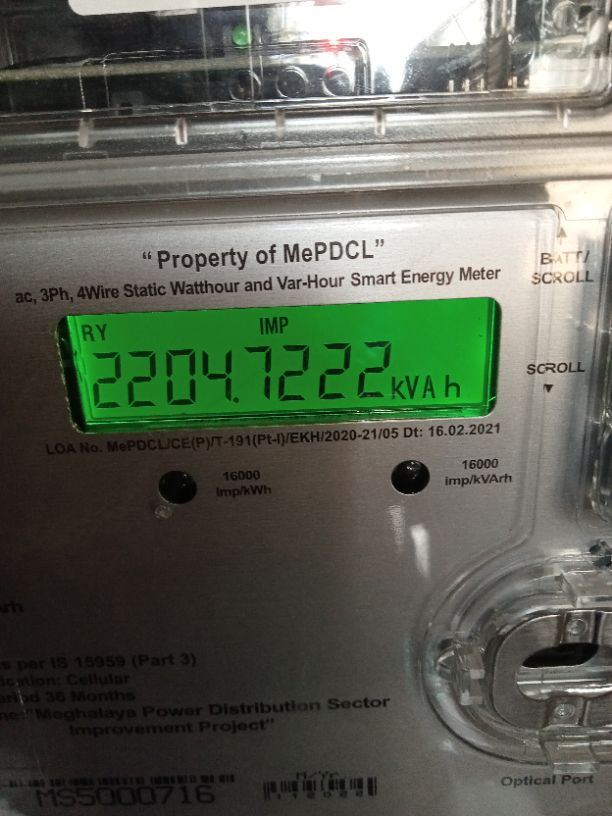 “Property of MePDCL”
ac, 3Ph, 4Wire Static Watthour and Var-Hour Smart Energy Meter
BATT/
SCROLL
RY IMP
2204.7222 kVAh
SCROLL
LOA No. MePDCL/CE(P)/T-191(Pt-I)/EKH/2020-21/05 Dt: 16.02.2021
16000
Imp/kWh
16000
imp/kVArh
per IS 15959 (Part 3)
Cellular
36 Months
"Meghalaya Power Distribution Sector
Improvement Project"
MS5000716
M/Yr
Optical Port